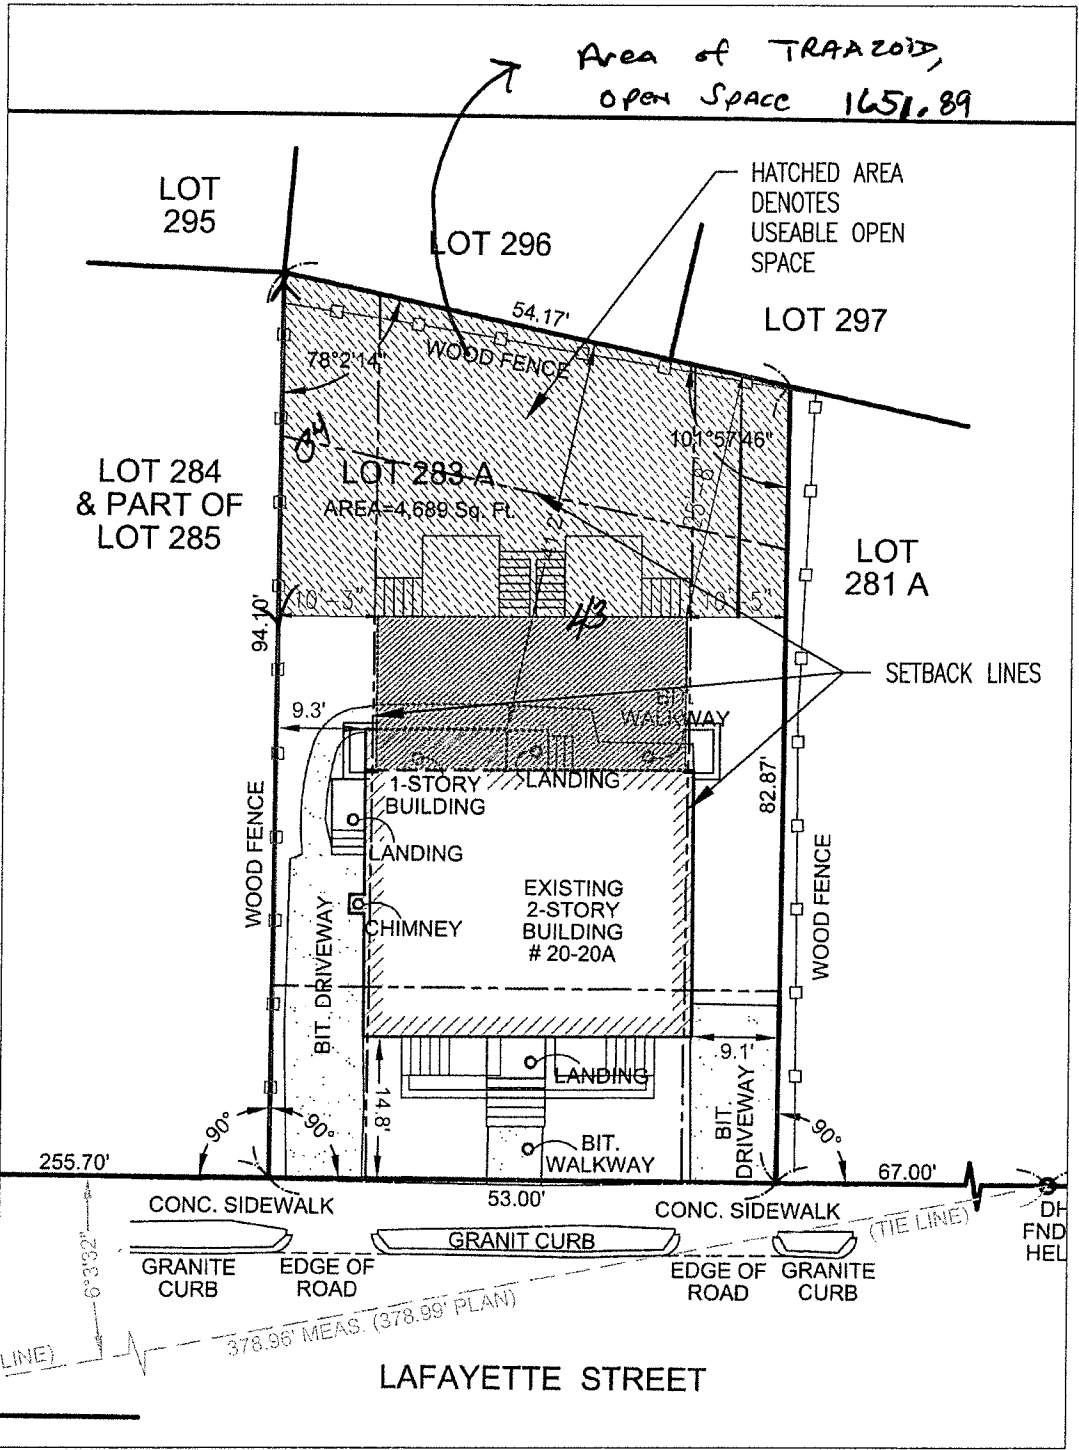 Area of TRAAZOID,
OPEN SPACE 1651.89
HATCHED AREA
DENOTES
USEABLE OPEN
SPACE
LOT
295
LOT 296
54.17'
LOT 297
WOOD FENCE
78°2'14"
101°57'46"
LOT 284
& PART OF
LOT 285
LOT 283 A
AREA=4,689 Sq. Ft.
LOT
281 A
10'-3"
10'-5"
43
94.10'
SETBACK LINES
9.3'
BIT.
WALKWAY
1-STORY
BUILDING
LANDING
82.87'
WOOD FENCE
LANDING
CHIMNEY
EXISTING
2-STORY
BUILDING
# 20-20A
WOOD FENCE
BIT. DRIVEWAY
9.1'
LANDING
14.8'
BIT.
DRIVEWAY
90°
90°
90°
BIT.
WALKWAY
255.70'
53.00'
67.00'
CONC. SIDEWALK
CONC. SIDEWALK
DH
FND
HEL
(TIE LINE)
GRANIT CURB
GRANITE
CURB
EDGE OF
ROAD
EDGE OF
ROAD
GRANITE
CURB
6°3'32"
378.96' MEAS. (378.99' PLAN)
LINE)
LAFAYETTE STREET